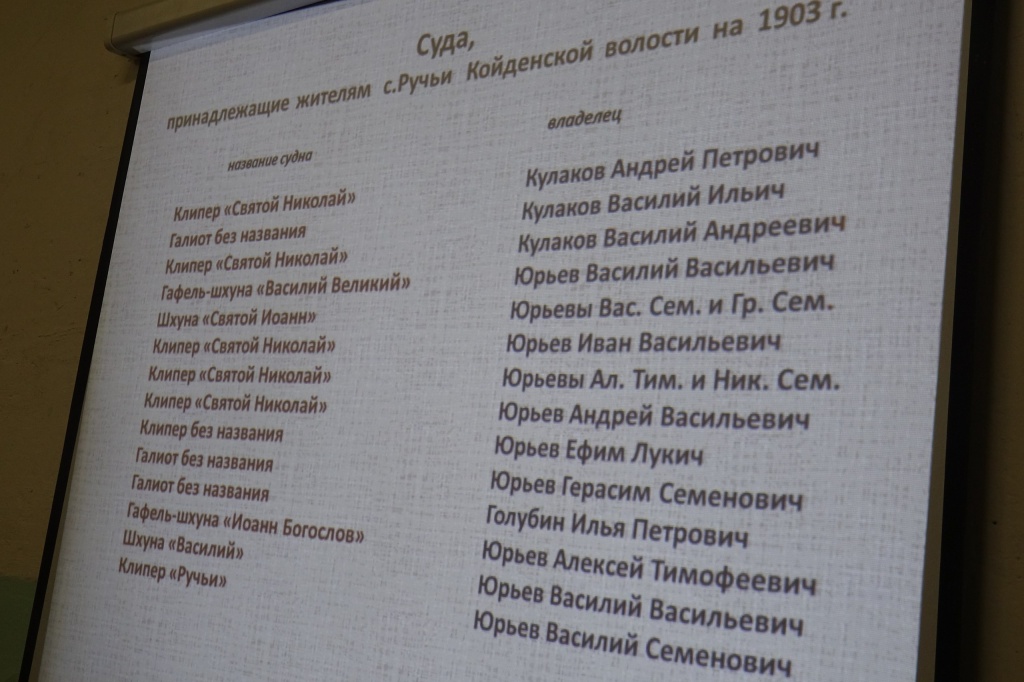 Суда,
принадлежащие жителям с.Ручьи Койденской волости на 1903 г.
название судна владелец
Клипер «Святой Николай» Кулаков Андрей Петрович
Галиот без названия Кулаков Василий Ильич
Клипер «Святой Николай» Кулаков Василий Андреевич
Гафель-шхуна «Василий Великий» Юрьев Василий Васильевич
Шхуна «Святой Иоанн» Юрьевы Вас. Сем. и Гр. Сем.
Клипер «Святой Николай» Юрьев Иван Васильевич
Клипер «Святой Николай» Юрьевы Ал. Тим. и Ник. Сем.
Клипер «Святой Николай» Юрьев Андрей Васильевич
Клипер без названия Юрьев Ефим Лукич
Галиот без названия Юрьев Герасим Семенович
Галиот без названия Голубин Илья Петрович
Гафель-шхуна «Иоанн Богослов» Юрьев Алексей Тимофеевич
Шхуна «Василий» Юрьев Василий Васильевич
Клипер «Ручьи» Юрьев Василий Семенович